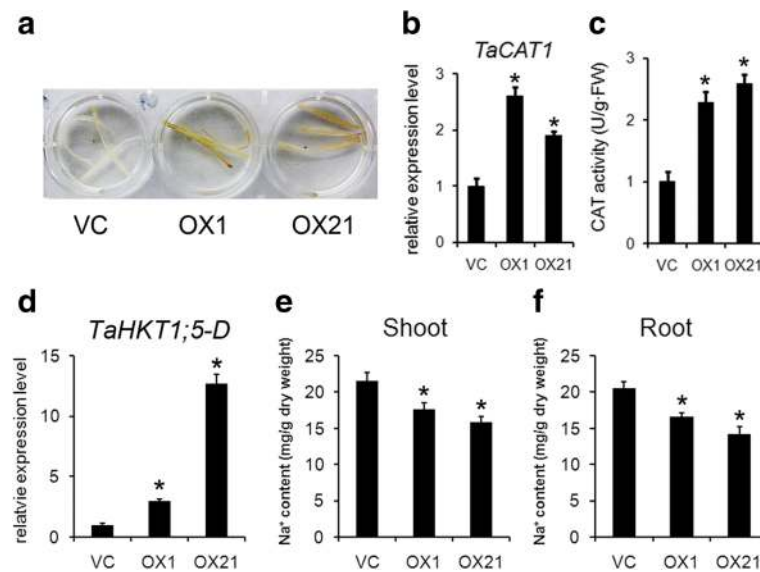 a
VC OX1 OX21
b
TaCAT1
relative expression level
3
2
1
0
* *
VC OX1 OX21
c
CAT activity (U/g·FW)
3
2
1
0
* *
VC OX1 OX21
d
TaHKT1;5-D
relatvie expression level
15
10
5
0
* *
VC OX1 OX21
e
Shoot
Na⁺ content (mg/g dry weight)
25
20
15
10
5
0
* *
VC OX1 OX21
f
Root
Na⁺ content (mg/g dry weight)
25
20
15
10
5
0
* *
VC OX1 OX21